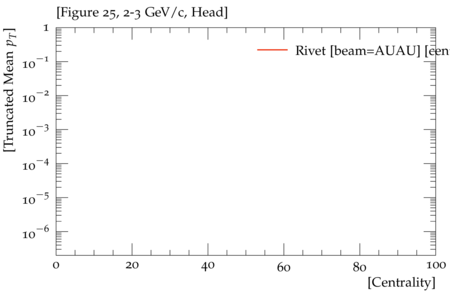 [Figure 25, 2-3 GeV/c, Head]
[Truncated Mean p_T]
Rivet [beam=AUAU] [cen
1
10^−1
10^−2
10^−3
10^−4
10^−5
10^−6
0 20 40 60 80 100
[Centrality]